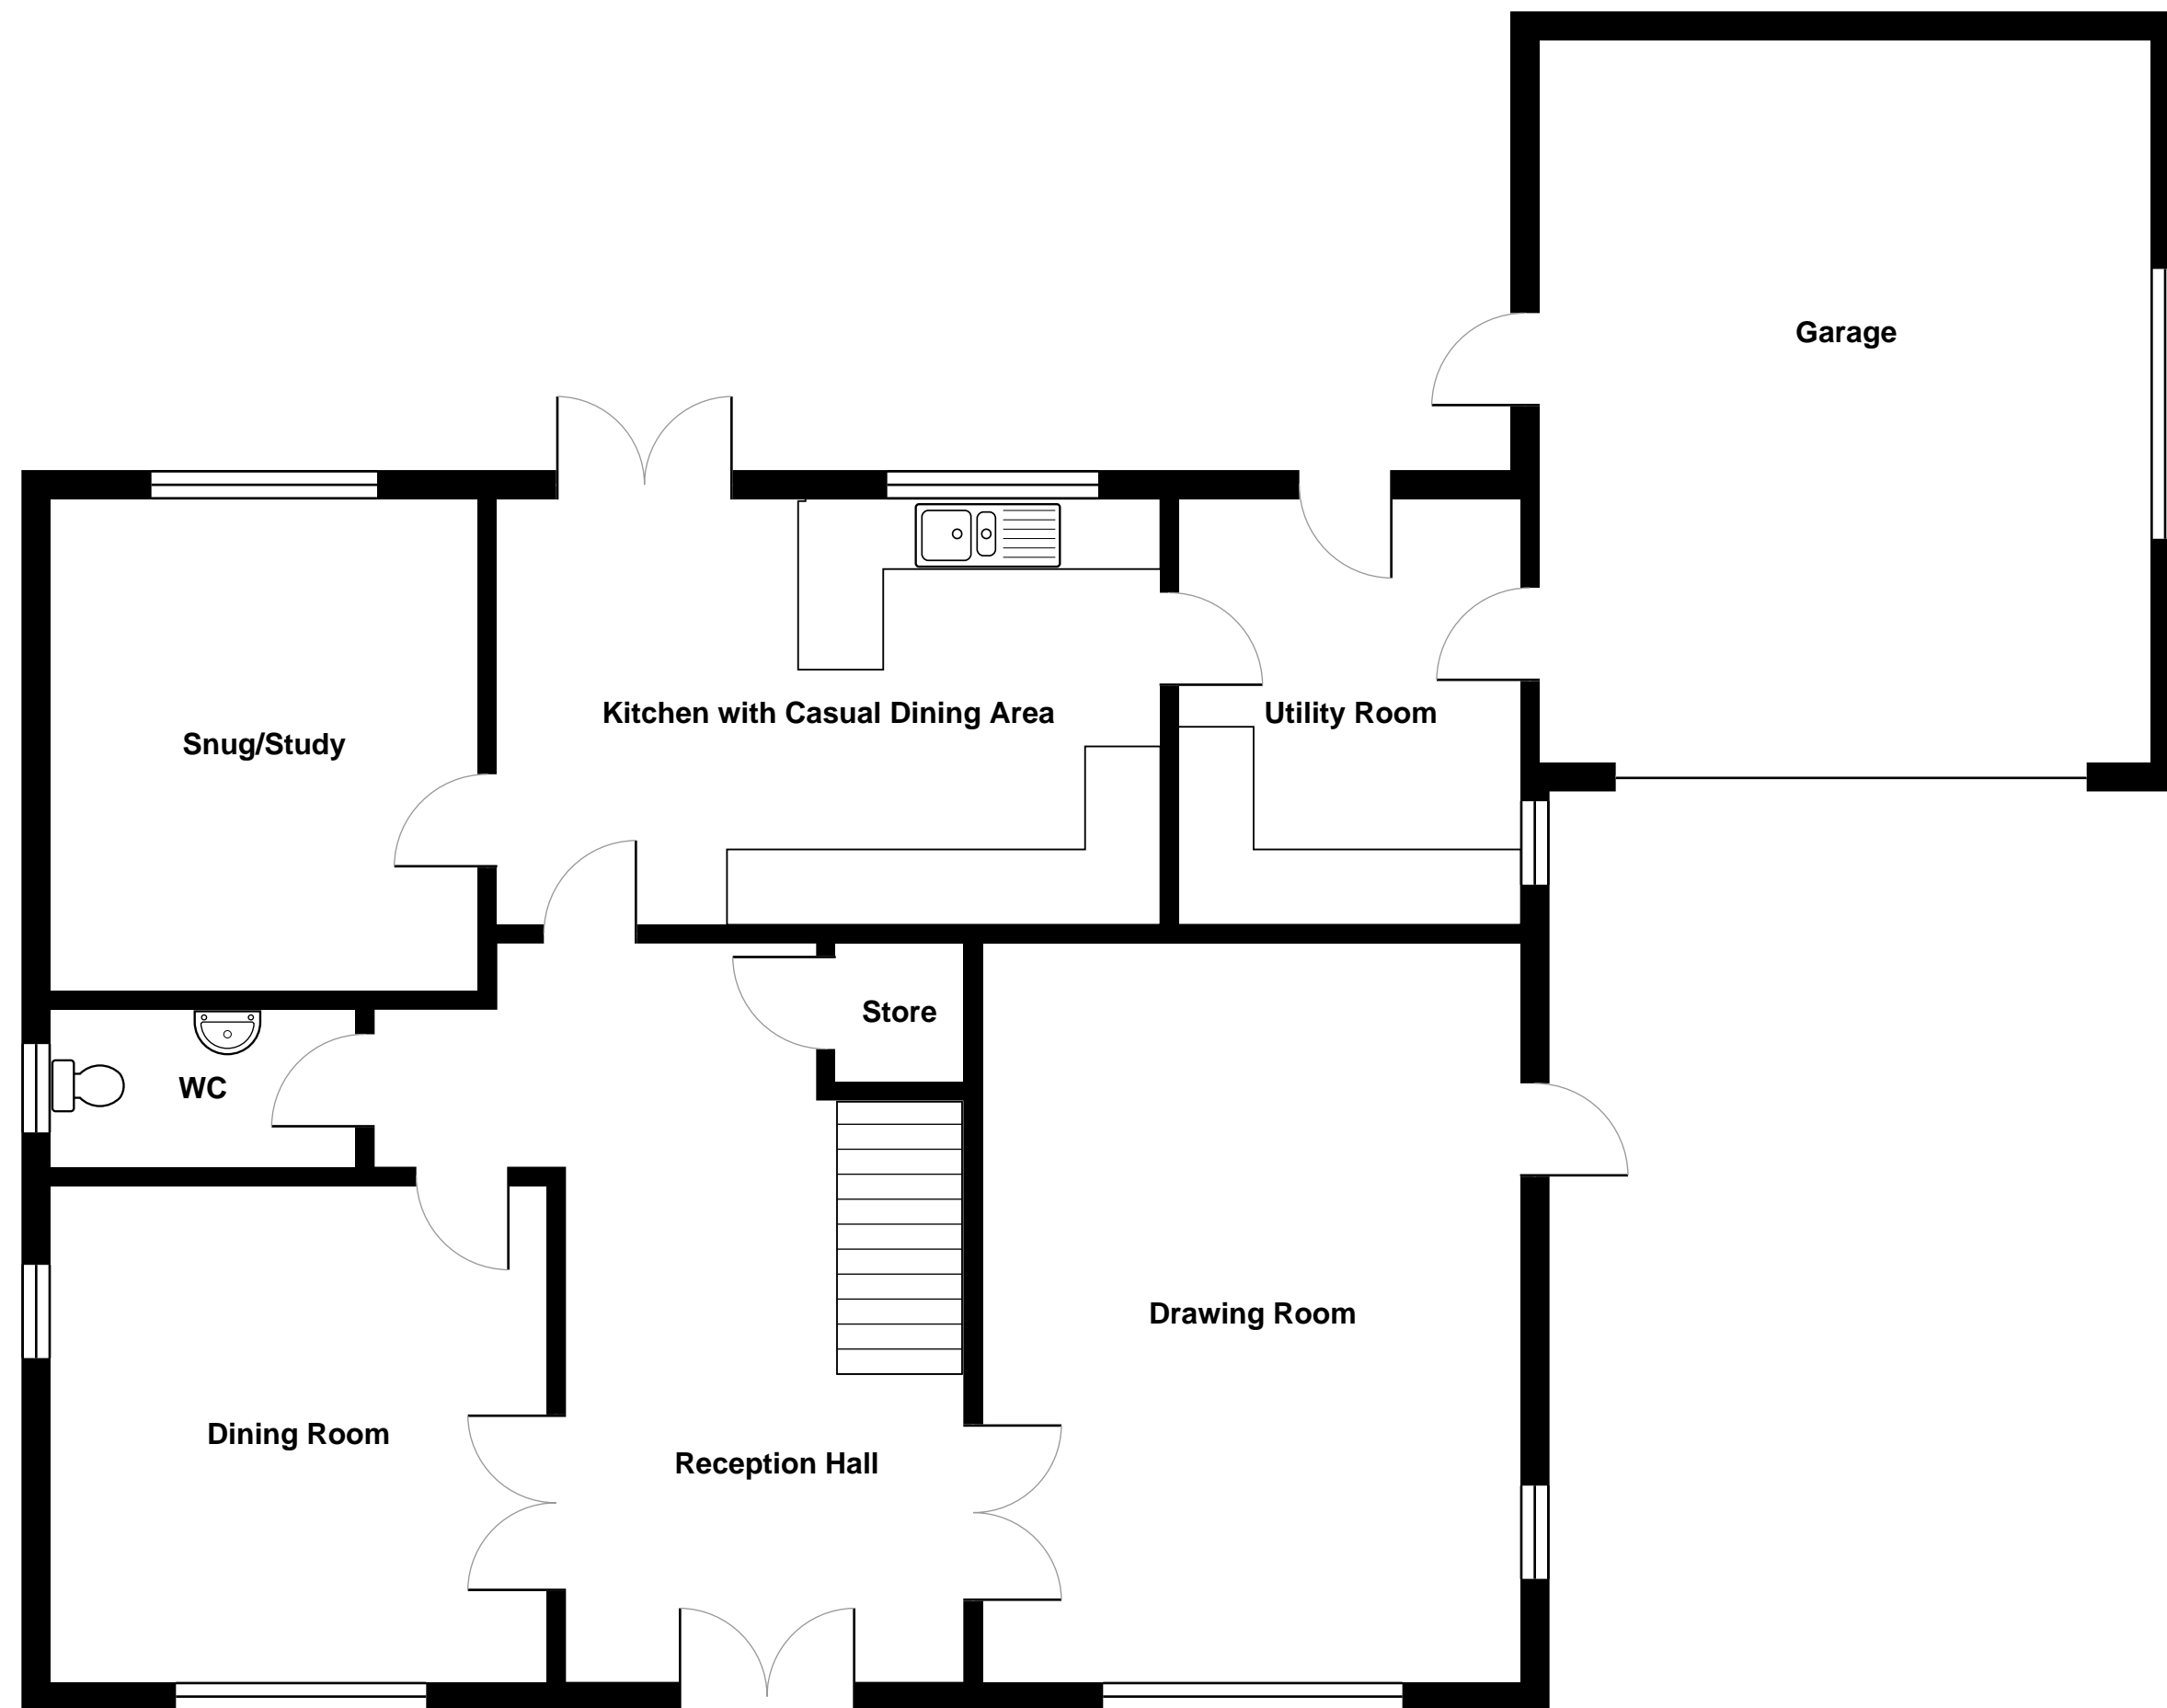 Garage
Kitchen with Casual Dining Area
Utility Room
Snug/Study
Store
WC
Drawing Room
Dining Room
Reception Hall